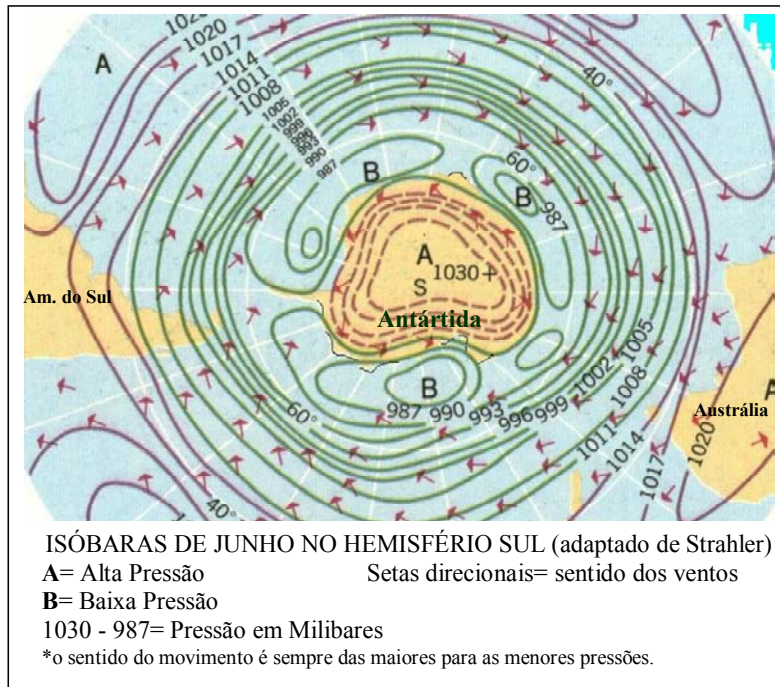 1020
1017
1014
1011
1008
1005
1002
999
996
993
990
987
A
40°
B
60°
B
987
A
1030+
S
Am. do Sul
Antártida
B
987 990 993 996 999 1002 1005
1008
1011
1014
1017
1020
Austrália
A
60°
40°
ISÓBARAS DE JUNHO NO HEMISFÉRIO SUL (adaptado de Strahler)
A= Alta Pressão Setas direcionais= sentido dos ventos
B= Baixa Pressão
1030 - 987= Pressão em Milibares
*o sentido do movimento é sempre das maiores para as menores pressões.